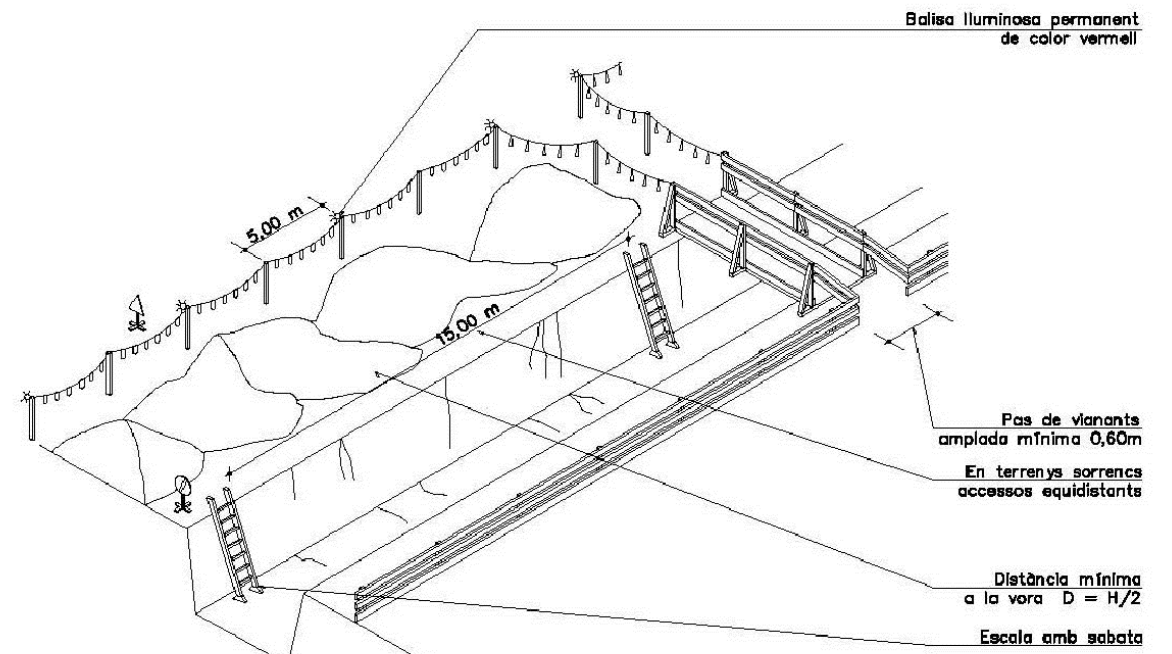 Balisa lluminosa permanent
de color vermell
5,00 m
15,00 m
Pas de vianants
amplada mínima 0,60m
En terrenys sorrencs
accessos equidistants
Distància mínima
a la vora D = H/2
Escala amb sabata